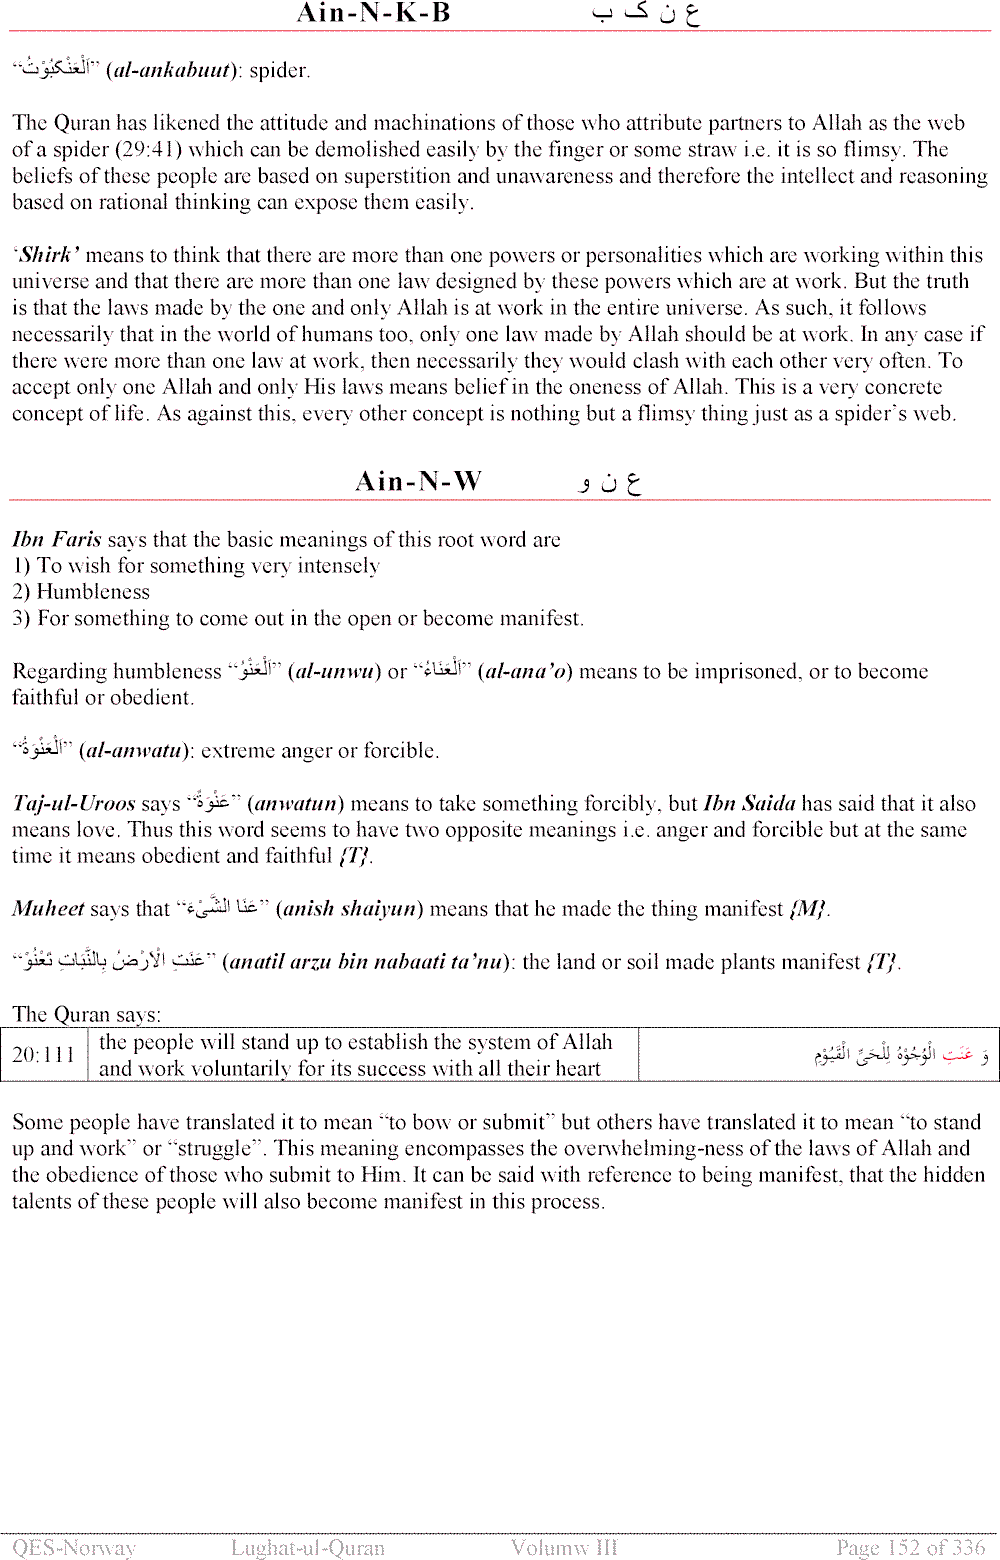 Ain-N-K-B ع ن ک ب
“اَلْعَنْکَبُوْتُ” (al-ankabuut): spider.
The Quran has likened the attitude and machinations of those who attribute partners to Allah as the web
of a spider (29:41) which can be demolished easily by the finger or some straw i.e. it is so flimsy. The
beliefs of these people are based on superstition and unawareness and therefore the intellect and reasoning
based on rational thinking can expose them easily.
‘Shirk’ means to think that there are more than one powers or personalities which are working within this
universe and that there are more than one law designed by these powers which are at work. But the truth
is that the laws made by the one and only Allah is at work in the entire universe. As such, it follows
necessarily that in the world of humans too, only one law made by Allah should be at work. In any case if
there were more than one law at work, then necessarily they would clash with each other very often. To
accept only one Allah and only His laws means belief in the oneness of Allah. This is a very concrete
concept of life. As against this, every other concept is nothing but a flimsy thing just as a spider’s web.
Ain-N-W ع ن و
Ibn Faris says that the basic meanings of this root word are
1) To wish for something very intensely
2) Humbleness
3) For something to come out in the open or become manifest.
Regarding humbleness “اَلْعَنْوُ” (al-unwu) or “اَلْعَنَاءُ” (al-ana’o) means to be imprisoned, or to become
faithful or obedient.
“اَلْعَنْوَۃُ” (al-anwatu): extreme anger or forcible.
Taj-ul-Uroos says “عَنْوَۃٌ” (anwatun) means to take something forcibly, but Ibn Saida has said that it also
means love. Thus this word seems to have two opposite meanings i.e. anger and forcible but at the same
time it means obedient and faithful {T}.
Muheet says that “عَنَا الشَّیْءَ” (anish shaiyun) means that he made the thing manifest {M}.
“عَنَتِ الْاَرْضُ بِالنَّبَاتِ تَعْنُوْ” (anatil arzu bin nabaati ta’nu): the land or soil made plants manifest {T}.
The Quran says:
20:111 the people will stand up to establish the system of Allah
and work voluntarily for its success with all their heart وَ عَنَتِ الْوُجُوْہُ لِلْحَیِّ الْقَیُّوْمِ
Some people have translated it to mean “to bow or submit” but others have translated it to mean “to stand
up and work” or “struggle”. This meaning encompasses the overwhelming-ness of the laws of Allah and
the obedience of those who submit to Him. It can be said with reference to being manifest, that the hidden
talents of these people will also become manifest in this process.
QES-Norway Lughat-ul-Quran Volumw III Page 152 of 336